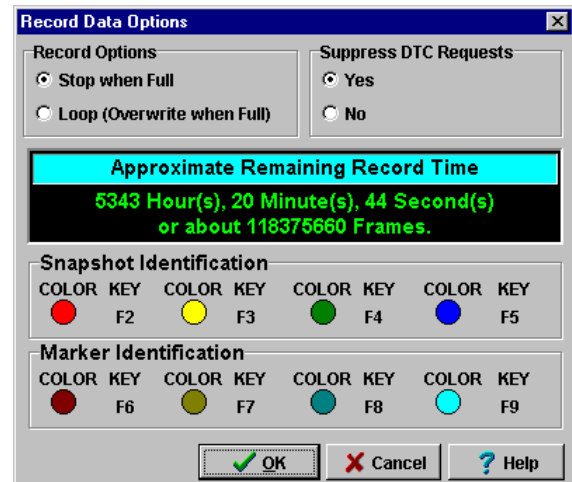 Record Data Options
Record Options
Stop when Full
Loop (Overwrite when Full)
Suppress DTC Requests
Yes
No
Approximate Remaining Record Time
5343 Hour(s), 20 Minute(s), 44 Second(s)
or about 118375660 Frames.
Snapshot Identification
COLOR KEY COLOR KEY COLOR KEY COLOR KEY
F2 F3 F4 F5
Marker Identification
COLOR KEY COLOR KEY COLOR KEY COLOR KEY
F6 F7 F8 F9
OK Cancel Help